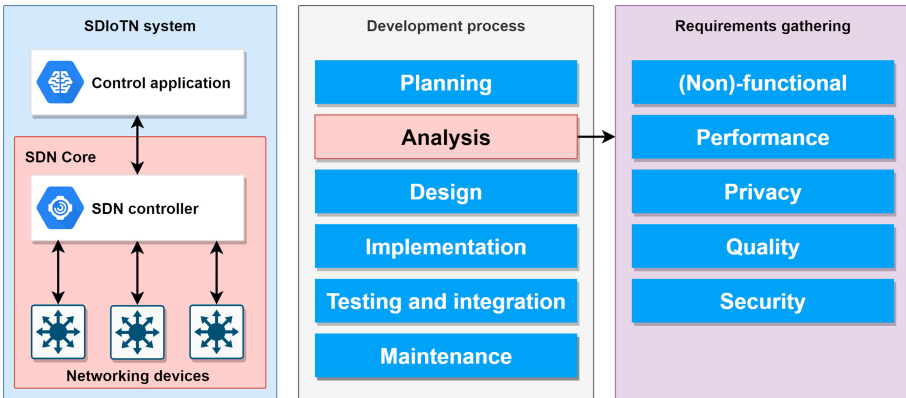 SDIoTN system
Control application
SDN Core
SDN controller
Networking devices
Development process
Planning
Analysis
Design
Implementation
Testing and integration
Maintenance
Requirements gathering
(Non)-functional
Performance
Privacy
Quality
Security